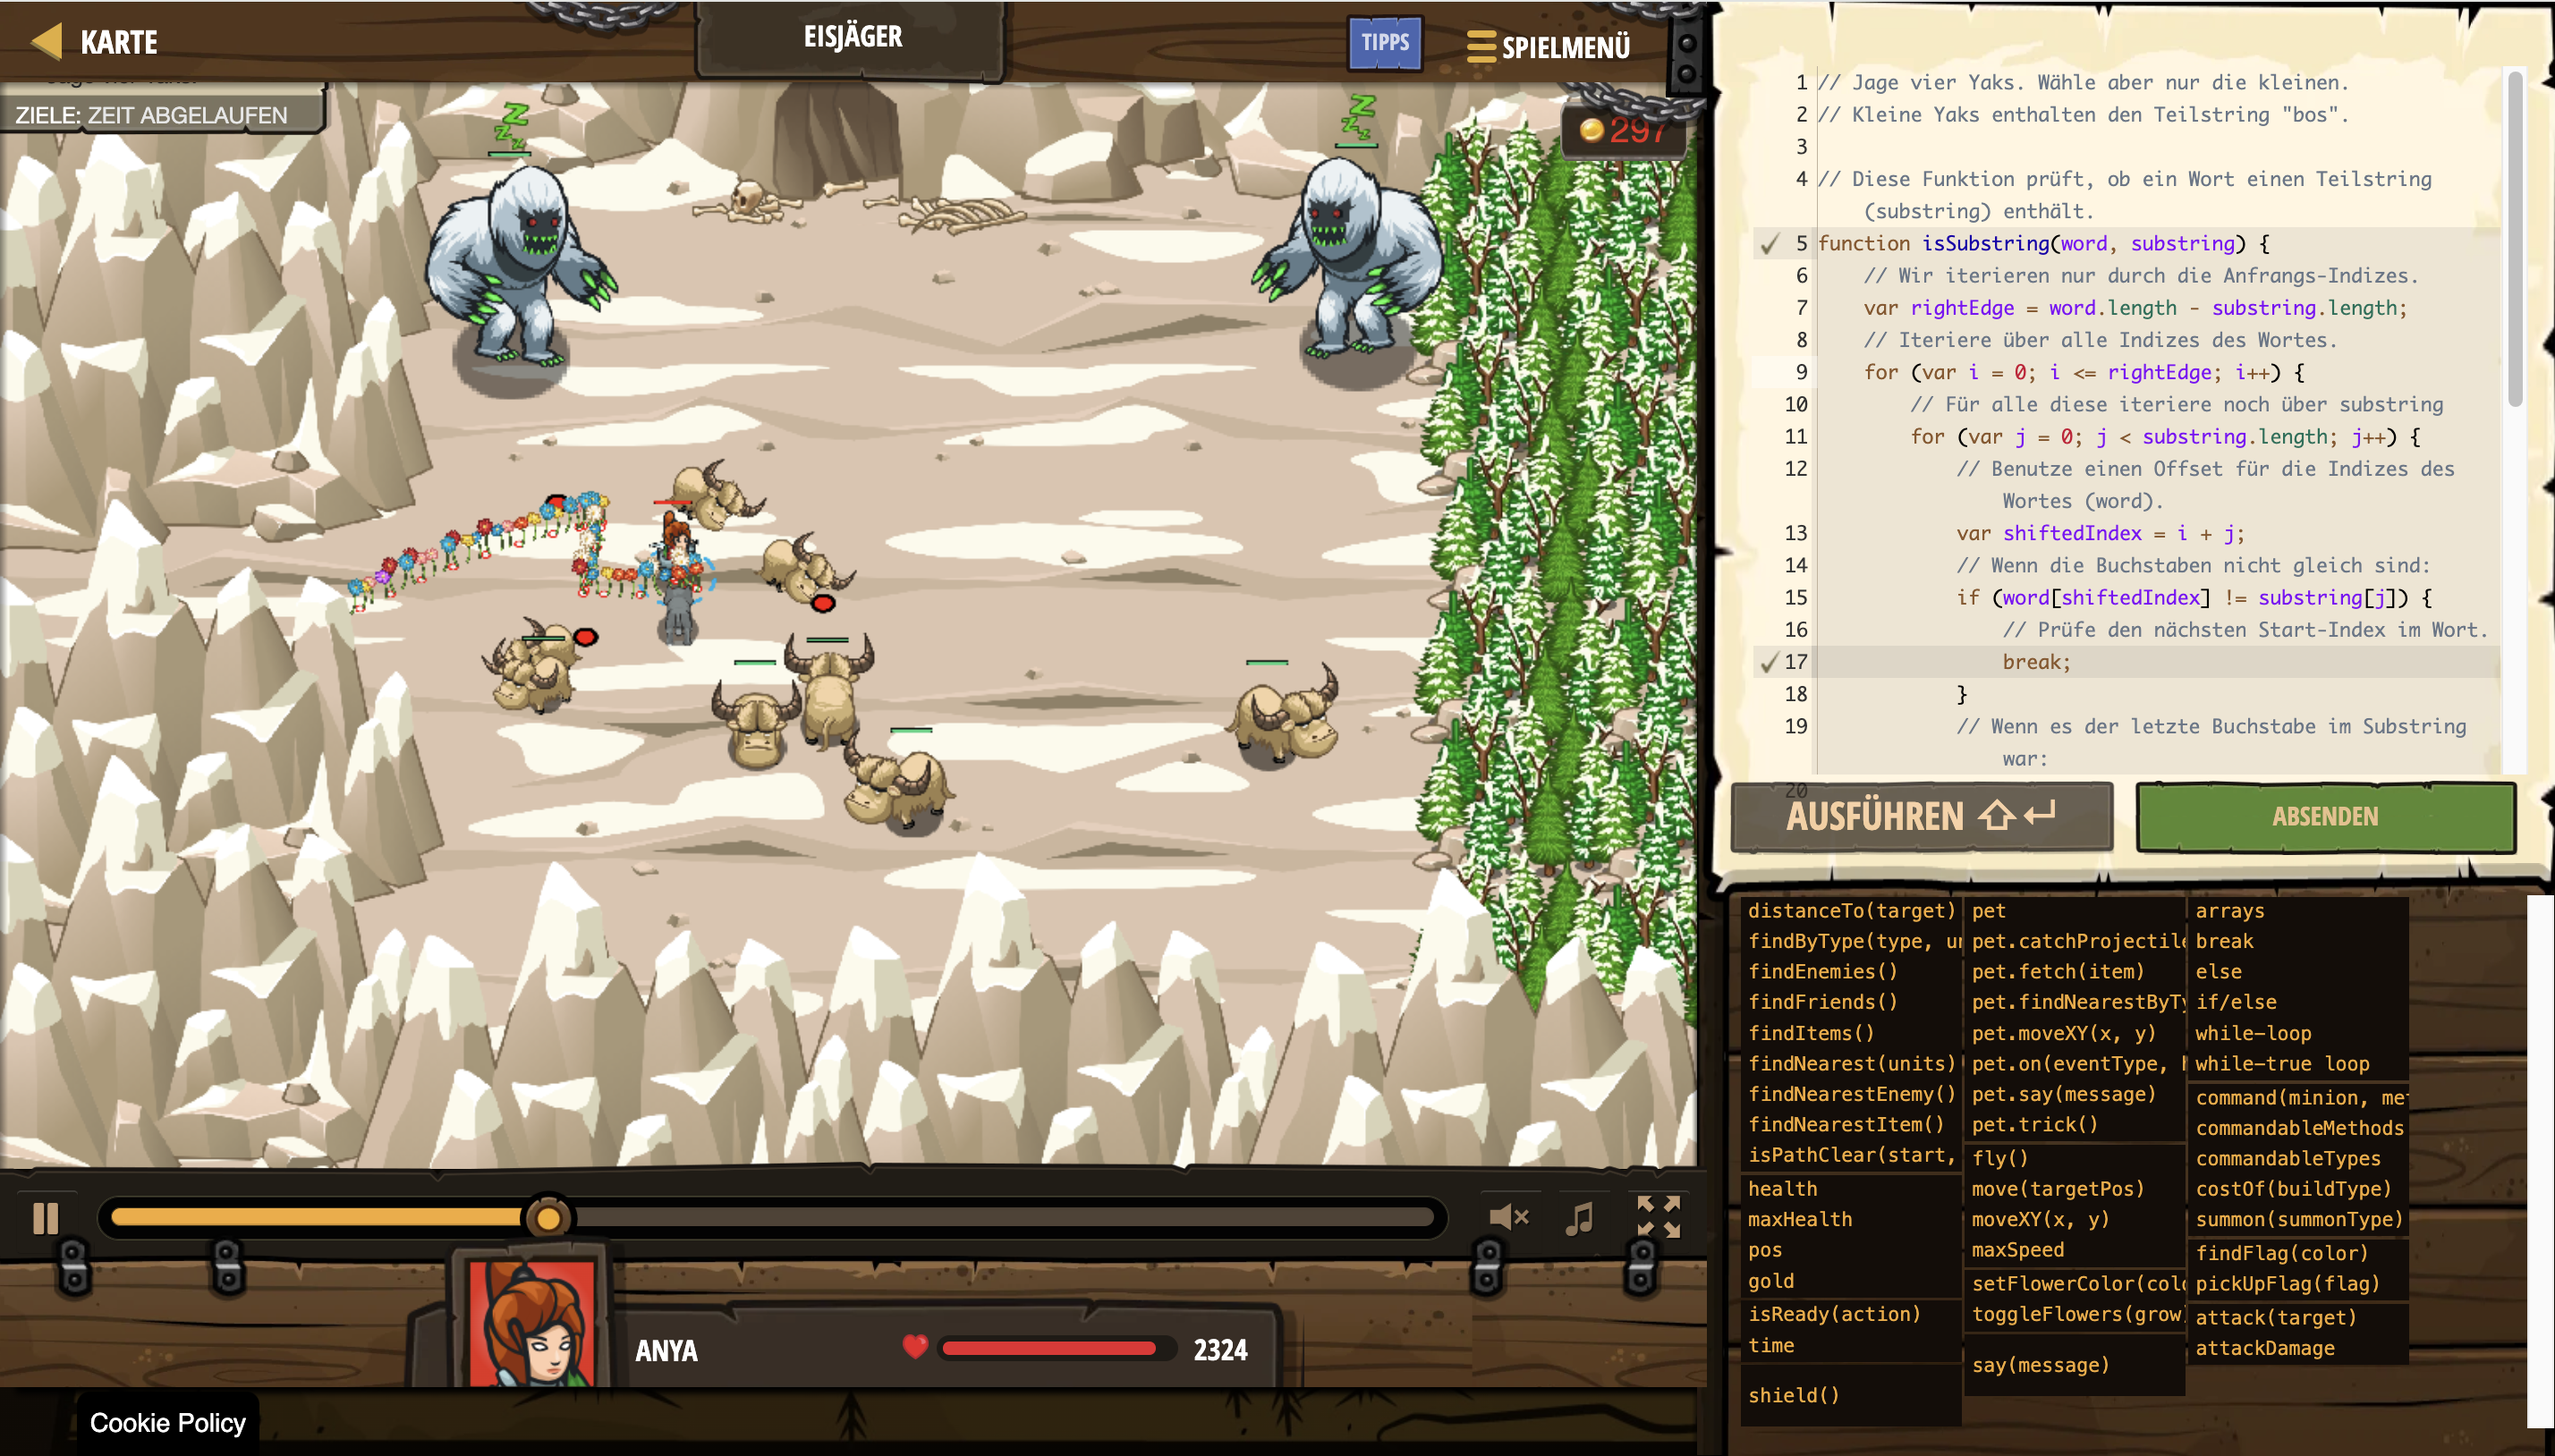 KARTE
EISJÄGER
TIPPS
SPIELMENÜ
ZIELE: ZEIT ABGELAUFEN
297
1 // Jage vier Yaks. Wähle aber nur die kleinen.
2 // Kleine Yaks enthalten den Teilstring "bos".
3
4 // Diese Funktion prüft, ob ein Wort einen Teilstring
(substring) enthält.
5 function isSubstring(word, substring) {
6 // Wir iterieren nur durch die Anfrangs-Indizes.
7 var rightEdge = word.length - substring.length;
8 // Iteriere über alle Indizes des Wortes.
9 for (var i = 0; i <= rightEdge; i++) {
10 // Für alle diese iteriere noch über substring
11 for (var j = 0; j < substring.length; j++) {
12 // Benutze einen Offset für die Indizes des
Wortes (word).
13 var shiftedIndex = i + j;
14 // Wenn die Buchstaben nicht gleich sind:
15 if (word[shiftedIndex] != substring[j]) {
16 // Prüfe den nächsten Start-Index im Wort.
17 break;
18 }
19 // Wenn es der letzte Buchstabe im Substring
war:
20
AUSFÜHREN
ABSENDEN
distanceTo(target)
findByType(type, u
findEnemies()
findFriends()
findItems()
findNearest(units)
findNearestEnemy()
findNearestItem()
isPathClear(start,
health
maxHealth
pos
gold
isReady(action)
time
shield()
pet
pet.catchProjectile
pet.fetch(item)
pet.findNearestByTy
pet.moveXY(x, y)
pet.on(eventType, h
pet.say(message)
pet.trick()
fly()
move(targetPos)
moveXY(x, y)
maxSpeed
setFlowerColor(colo
toggleFlowers(grow)
say(message)
arrays
break
else
if/else
while-loop
while-true loop
command(minion, met
commandableMethods
commandableTypes
costOf(buildType)
summon(summonType)
findFlag(color)
pickUpFlag(flag)
attack(target)
attackDamage
ANYA
2324
Cookie Policy